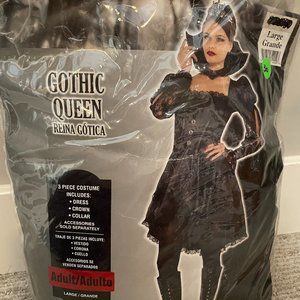 Large
Grande
GOTHIC
QUEEN
REINA GÓTICA
3 PIECE COSTUME
INCLUDES:
• DRESS
• CROWN
• COLLAR
ACCESSORIES
SOLD SEPARATELY
TRAJE DE 3 PIEZAS INCLUYE:
• VESTIDO
• CORONA
• CUELLO
ACCESORIOS SE
VENDEN SEPARADOS
Adult/Adulto
LARGE / GRANDE